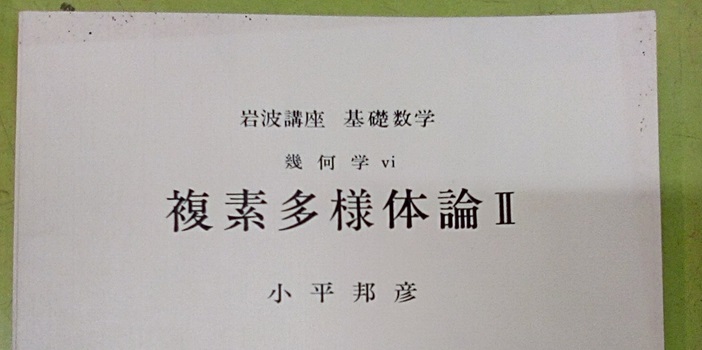 岩波講座 基礎数学
幾何学 vi
複素多様体論 II
小平邦彦